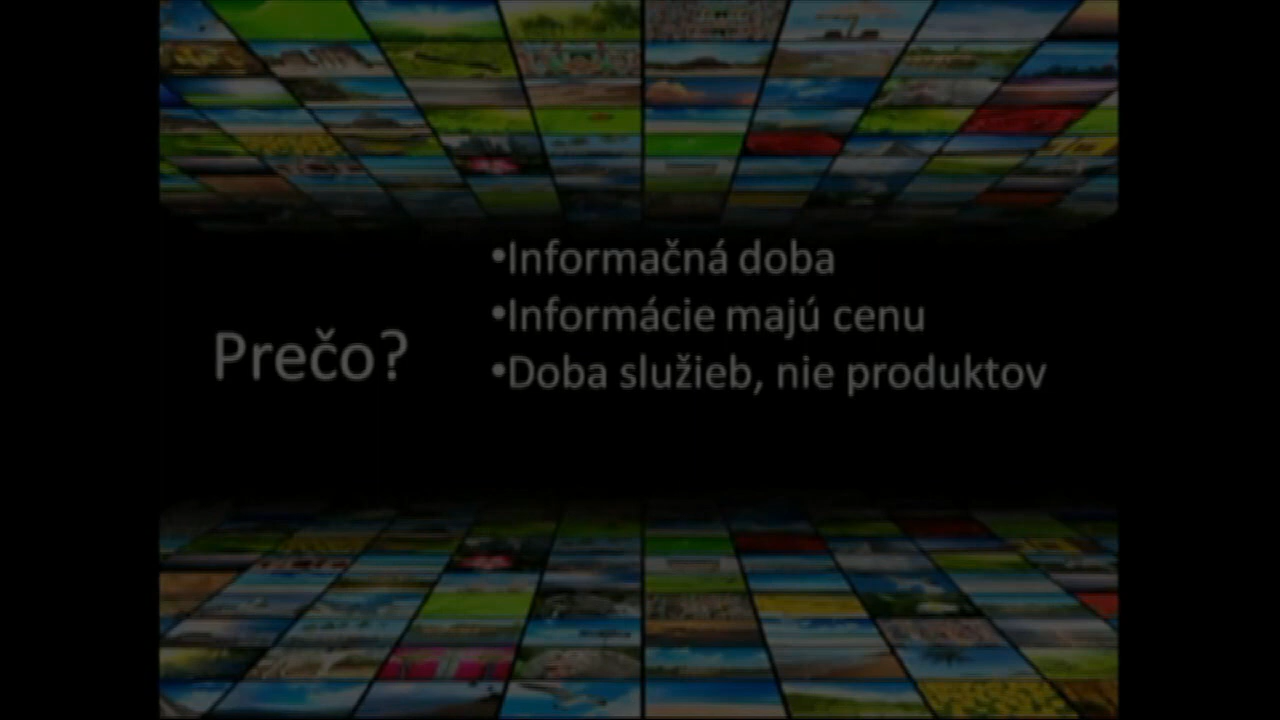 Prečo?
•Informačná doba
•Informácie majú cenu
•Doba služieb, nie produktov